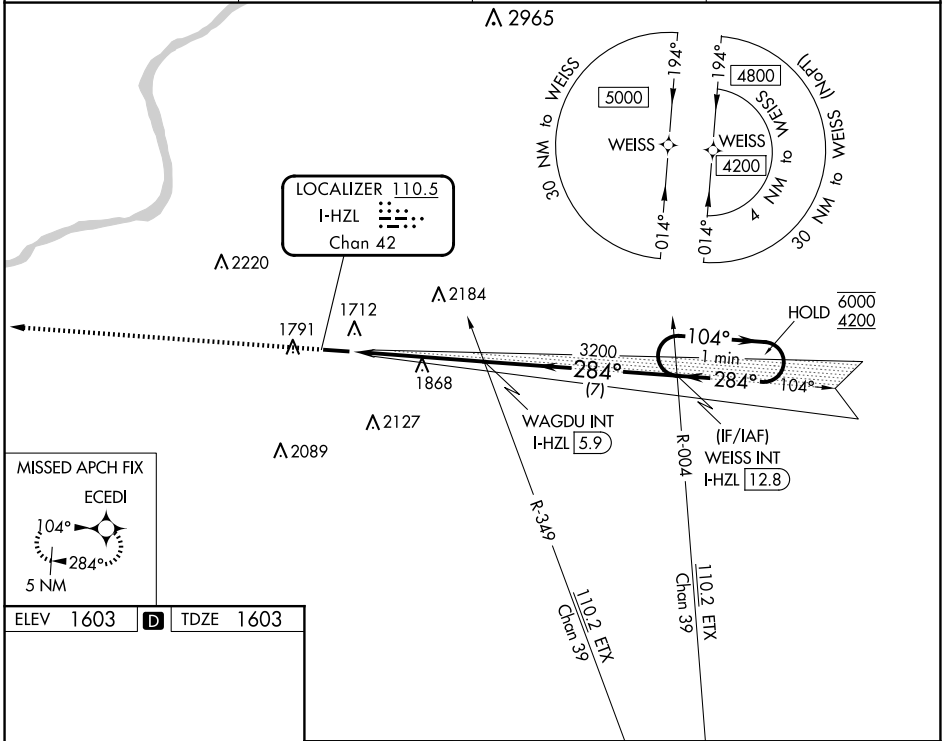 2965
30 NM to WEISS
194°
5000
WEISS
014°
194°
4800
WEISS
4200
4 NM to WEISS
014°
30 NM to WEISS (NoPT)
LOCALIZER 110.5
I-HZL
Chan 42
2220
1712
2184
1791
1868
2127
2089
HOLD
6000
4200
104°
1 min
3200
284°
(7)
284°
104°
WAGDU INT
I-HZL 5.9
(IF/IAF)
WEISS INT
I-HZL 12.8
R-004
R-349
110.2 ETX
Chan 39
110.2 ETX
Chan 39
MISSED APCH FIX
ECEDI
104°
284°
5 NM
ELEV 1603 D TDZE 1603